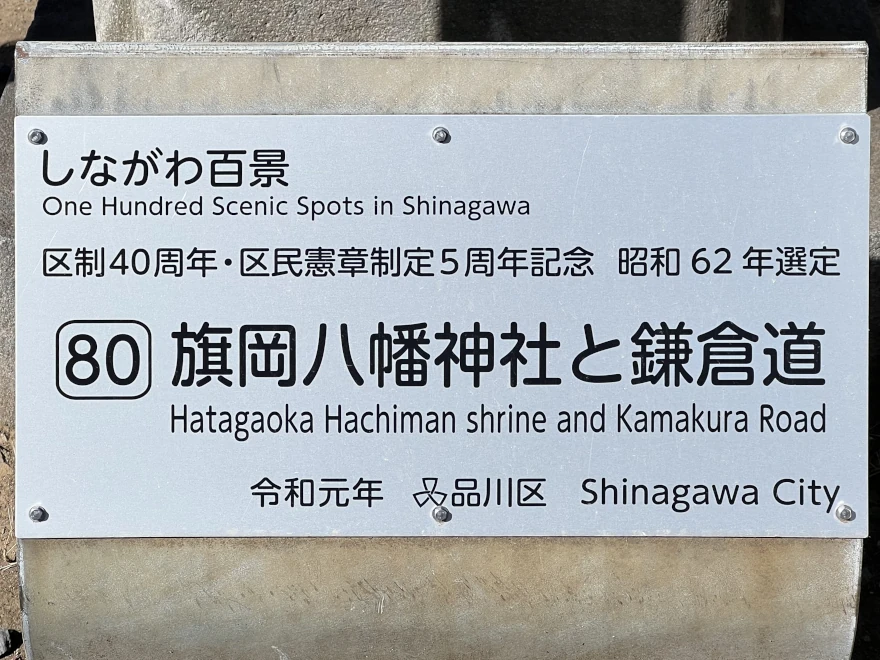 しながわ百景
One Hundred Scenic Spots in Shinagawa
区制40周年・区民憲章制定5周年記念 昭和62年選定
80 旗岡八幡神社と鎌倉道
Hatagaoka Hachiman shrine and Kamakura Road
令和元年 品川区 Shinagawa City